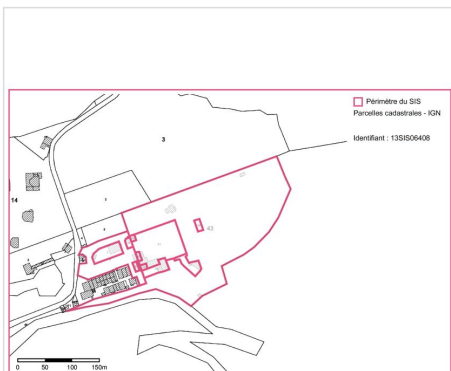 Périmètre du SIS
Parcelles cadastrales - IGN
Identifiant : 13SIS06408
3
14
43
0 50 100 150m